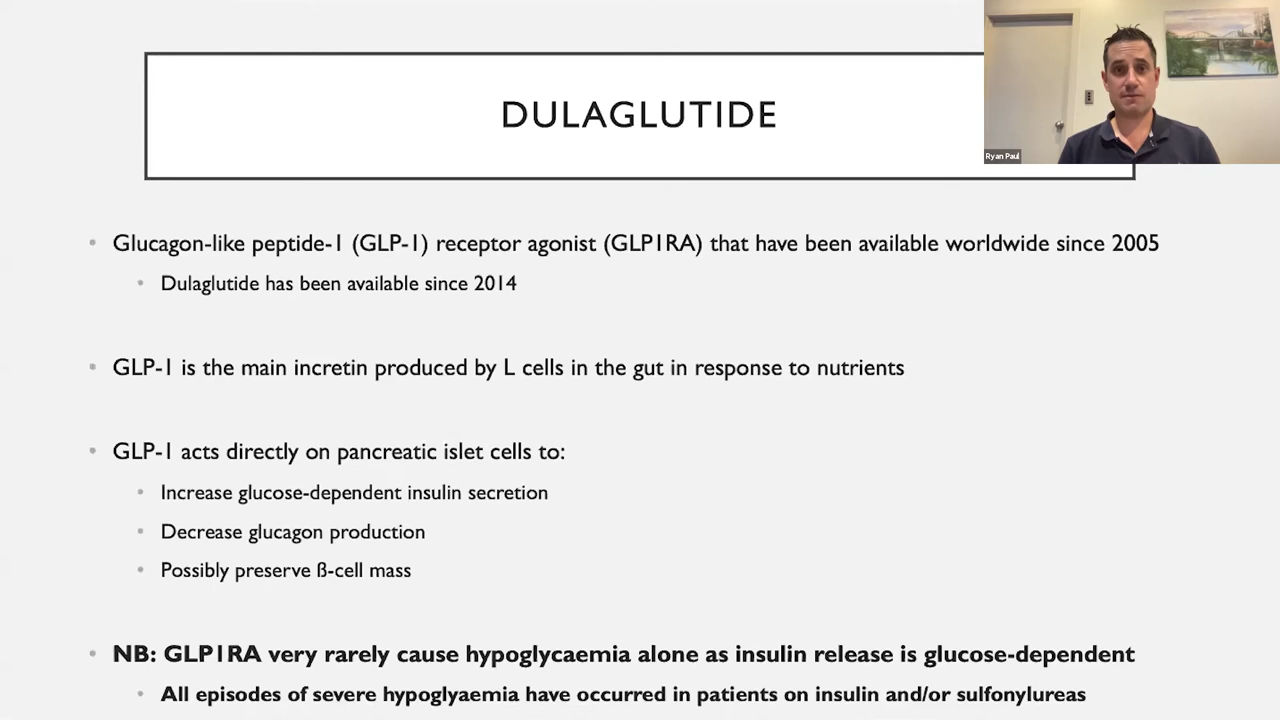 DULAGLUTIDE
Ryan Paul
Glucagon-like peptide-1 (GLP-1) receptor agonist (GLP1RA) that have been available worldwide since 2005
Dulaglutide has been available since 2014
GLP-1 is the main incretin produced by L cells in the gut in response to nutrients
GLP-1 acts directly on pancreatic islet cells to:
Increase glucose-dependent insulin secretion
Decrease glucagon production
Possibly preserve ß-cell mass
NB: GLP1RA very rarely cause hypoglycaemia alone as insulin release is glucose-dependent
All episodes of severe hypoglyaemia have occurred in patients on insulin and/or sulfonylureas